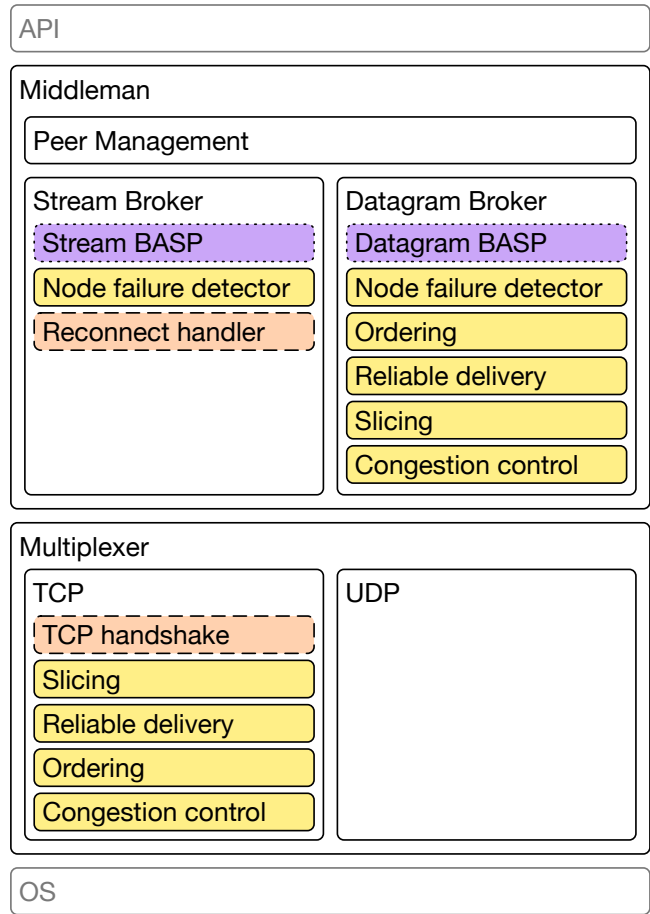 API
Middleman
Peer Management
Stream Broker
Stream BASP
Node failure detector
Reconnect handler
Datagram Broker
Datagram BASP
Node failure detector
Ordering
Reliable delivery
Slicing
Congestion control
Multiplexer
TCP
TCP handshake
Slicing
Reliable delivery
Ordering
Congestion control
UDP
OS